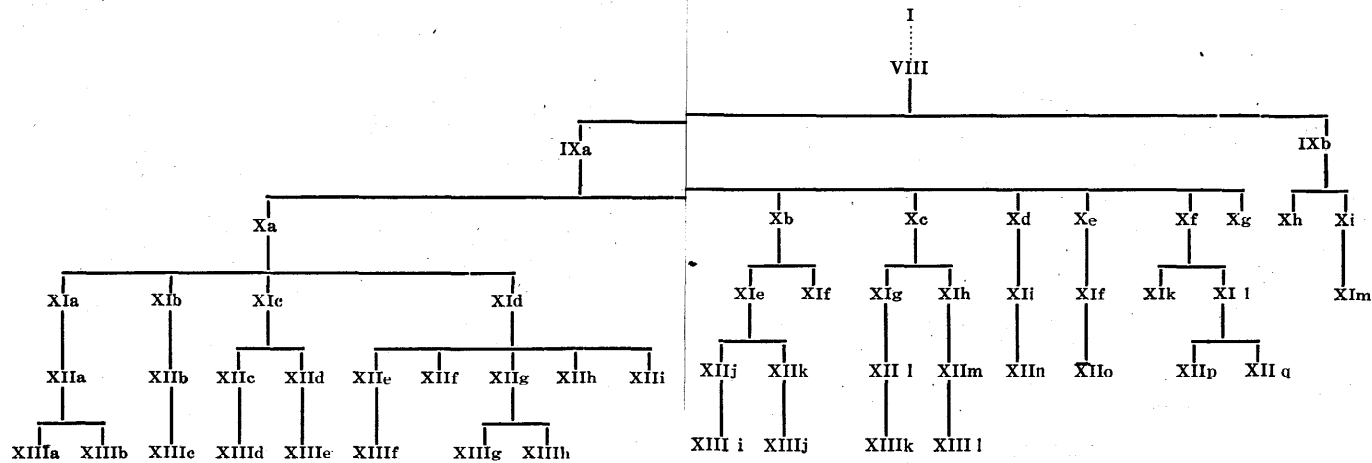 I
VIII
IXa IXb
Xa Xb Xc Xd Xe Xf Xg Xh Xi
XIa XIb XIc XId XIe XIf XIg XIh XIi XIf XIk XI l XIm
XIIa XIIb XIIc XIId XIIe XIIf XIIg XIIh XIIi XIIj XIIk XII l XIIm XIIn XIIo XIIp XII q
XIIIa XIIIb XIIIc XIIId XIIIe XIIIf XIIIg XIIIh XIII i XIIIj XIIIk XIII l